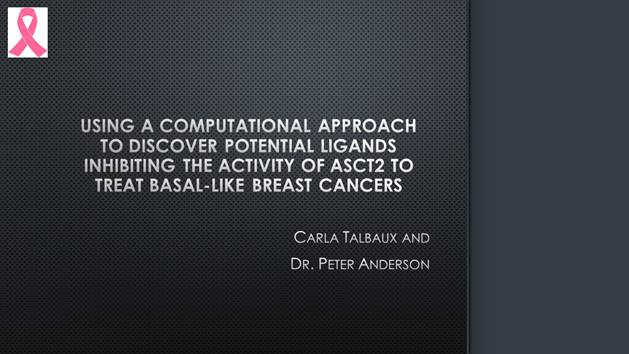 USING A COMPUTATIONAL APPROACH
TO DISCOVER POTENTIAL LIGANDS
INHIBITING THE ACTIVITY OF ASCT2 TO
TREAT BASAL-LIKE BREAST CANCERS
CARLA TALBAUX AND
DR. PETER ANDERSON